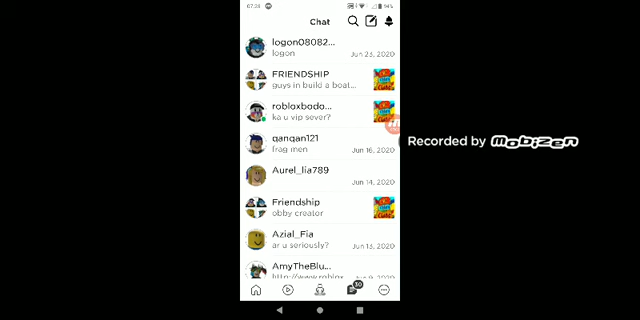 07:28
14%
Chat
logon08082...
logon
Jun 23, 2020
FRIENDSHIP
guys in build a boat...
robloxbodo...
ka u vip sever?
qanqan121
frag men
Jun 16, 2020
Aurel_lia789
Jun 14, 2020
Friendship
obby creator
Azial_Fia
ar u seriously?
Jun 13, 2020
AmyTheBlu...
30
Recorded by mobizen